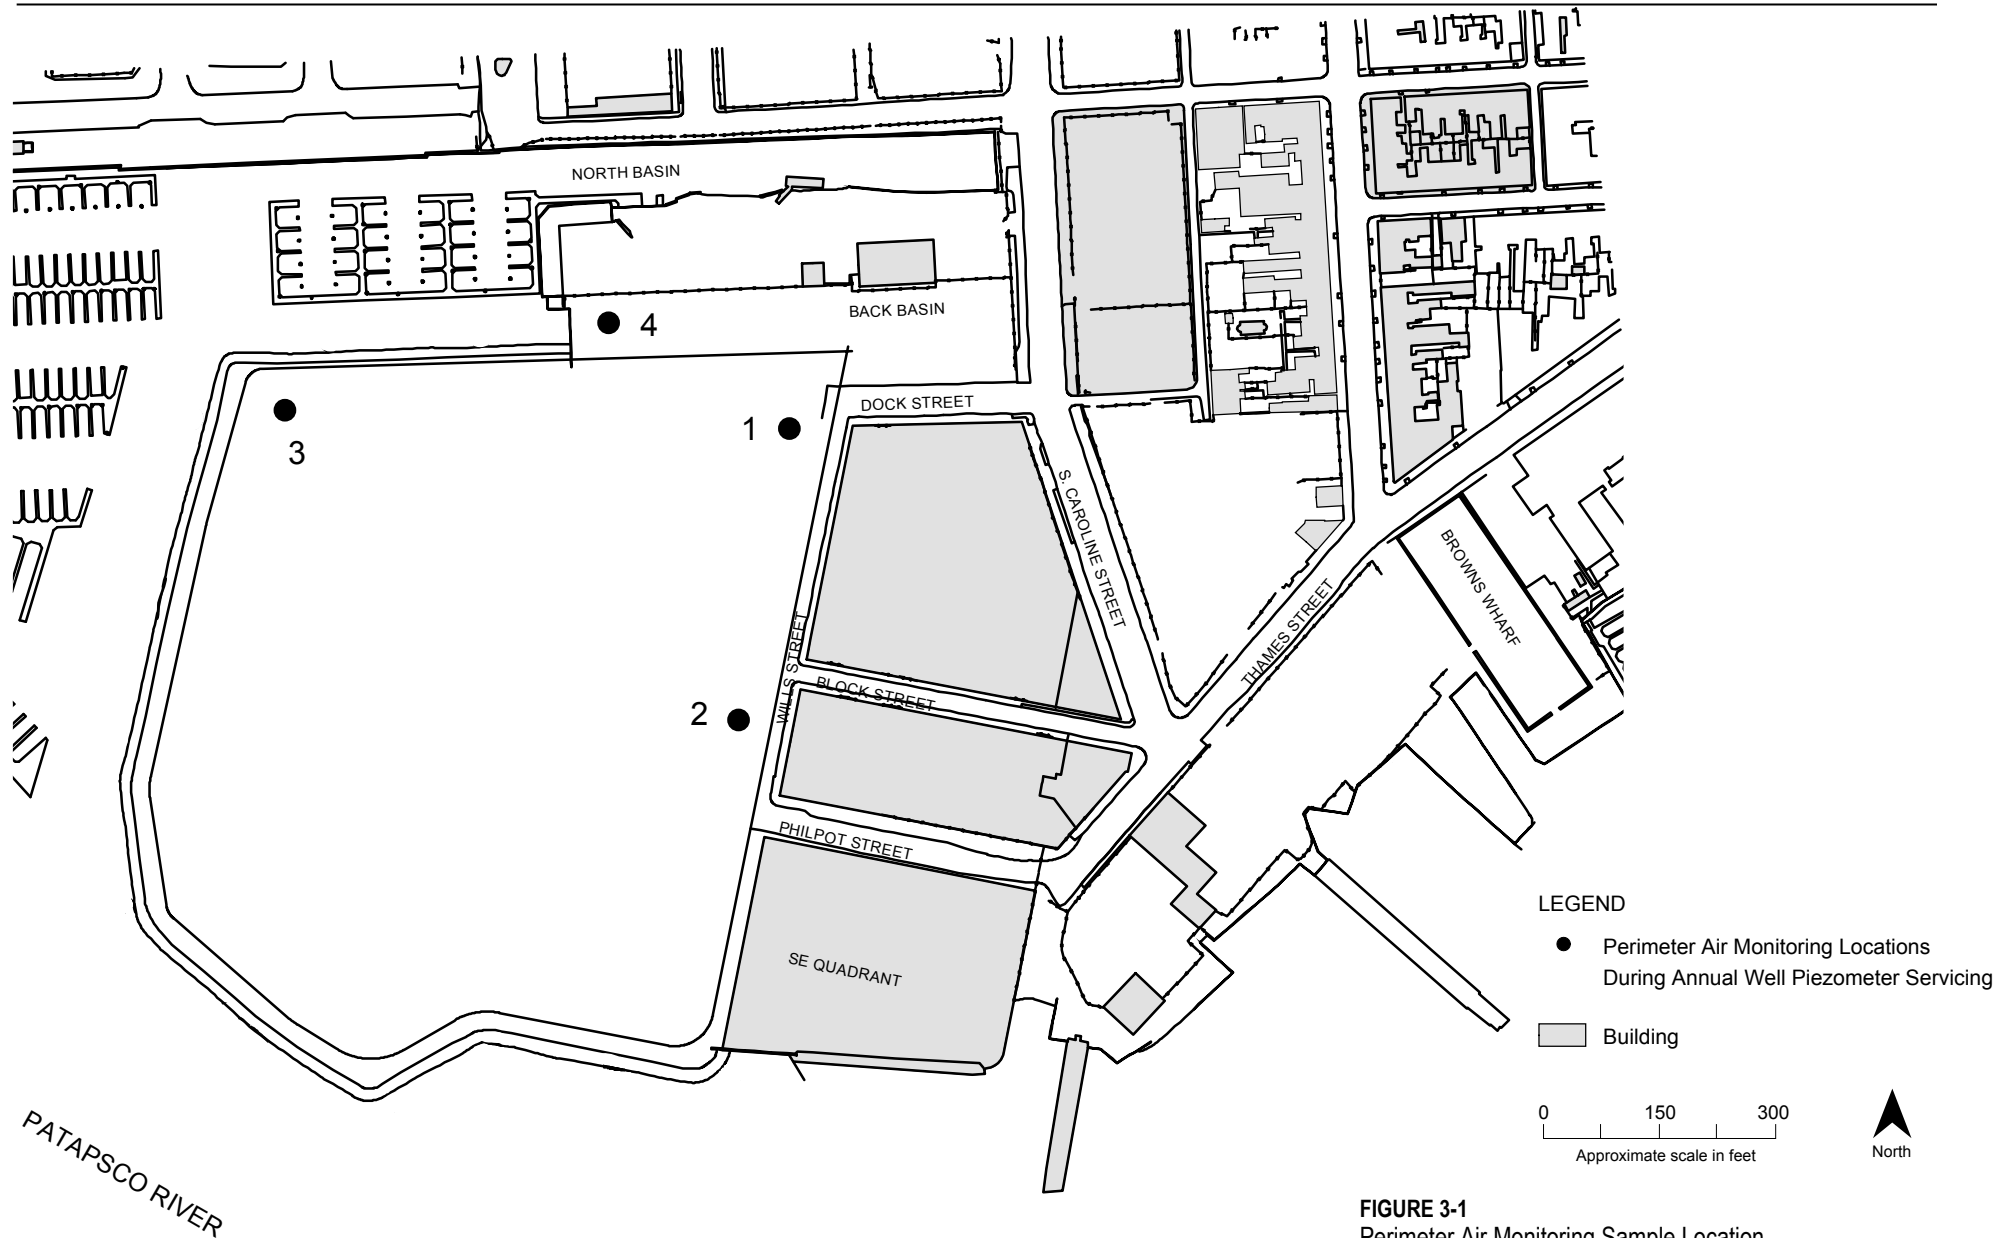 NORTH BASIN
BACK BASIN
4
DOCK STREET
3
1
S. CAROLINE STREET
BROWNS WHARF
THAMES STREET
WILLS STREET
BLOCK STREET
2
PHILPOT STREET
SE QUADRANT
PATAPSCO RIVER
LEGEND
Perimeter Air Monitoring Locations
During Annual Well Piezometer Servicing
Building
0 150 300
Approximate scale in feet
North
FIGURE 3-1
Perimeter Air Monitoring Sample Location